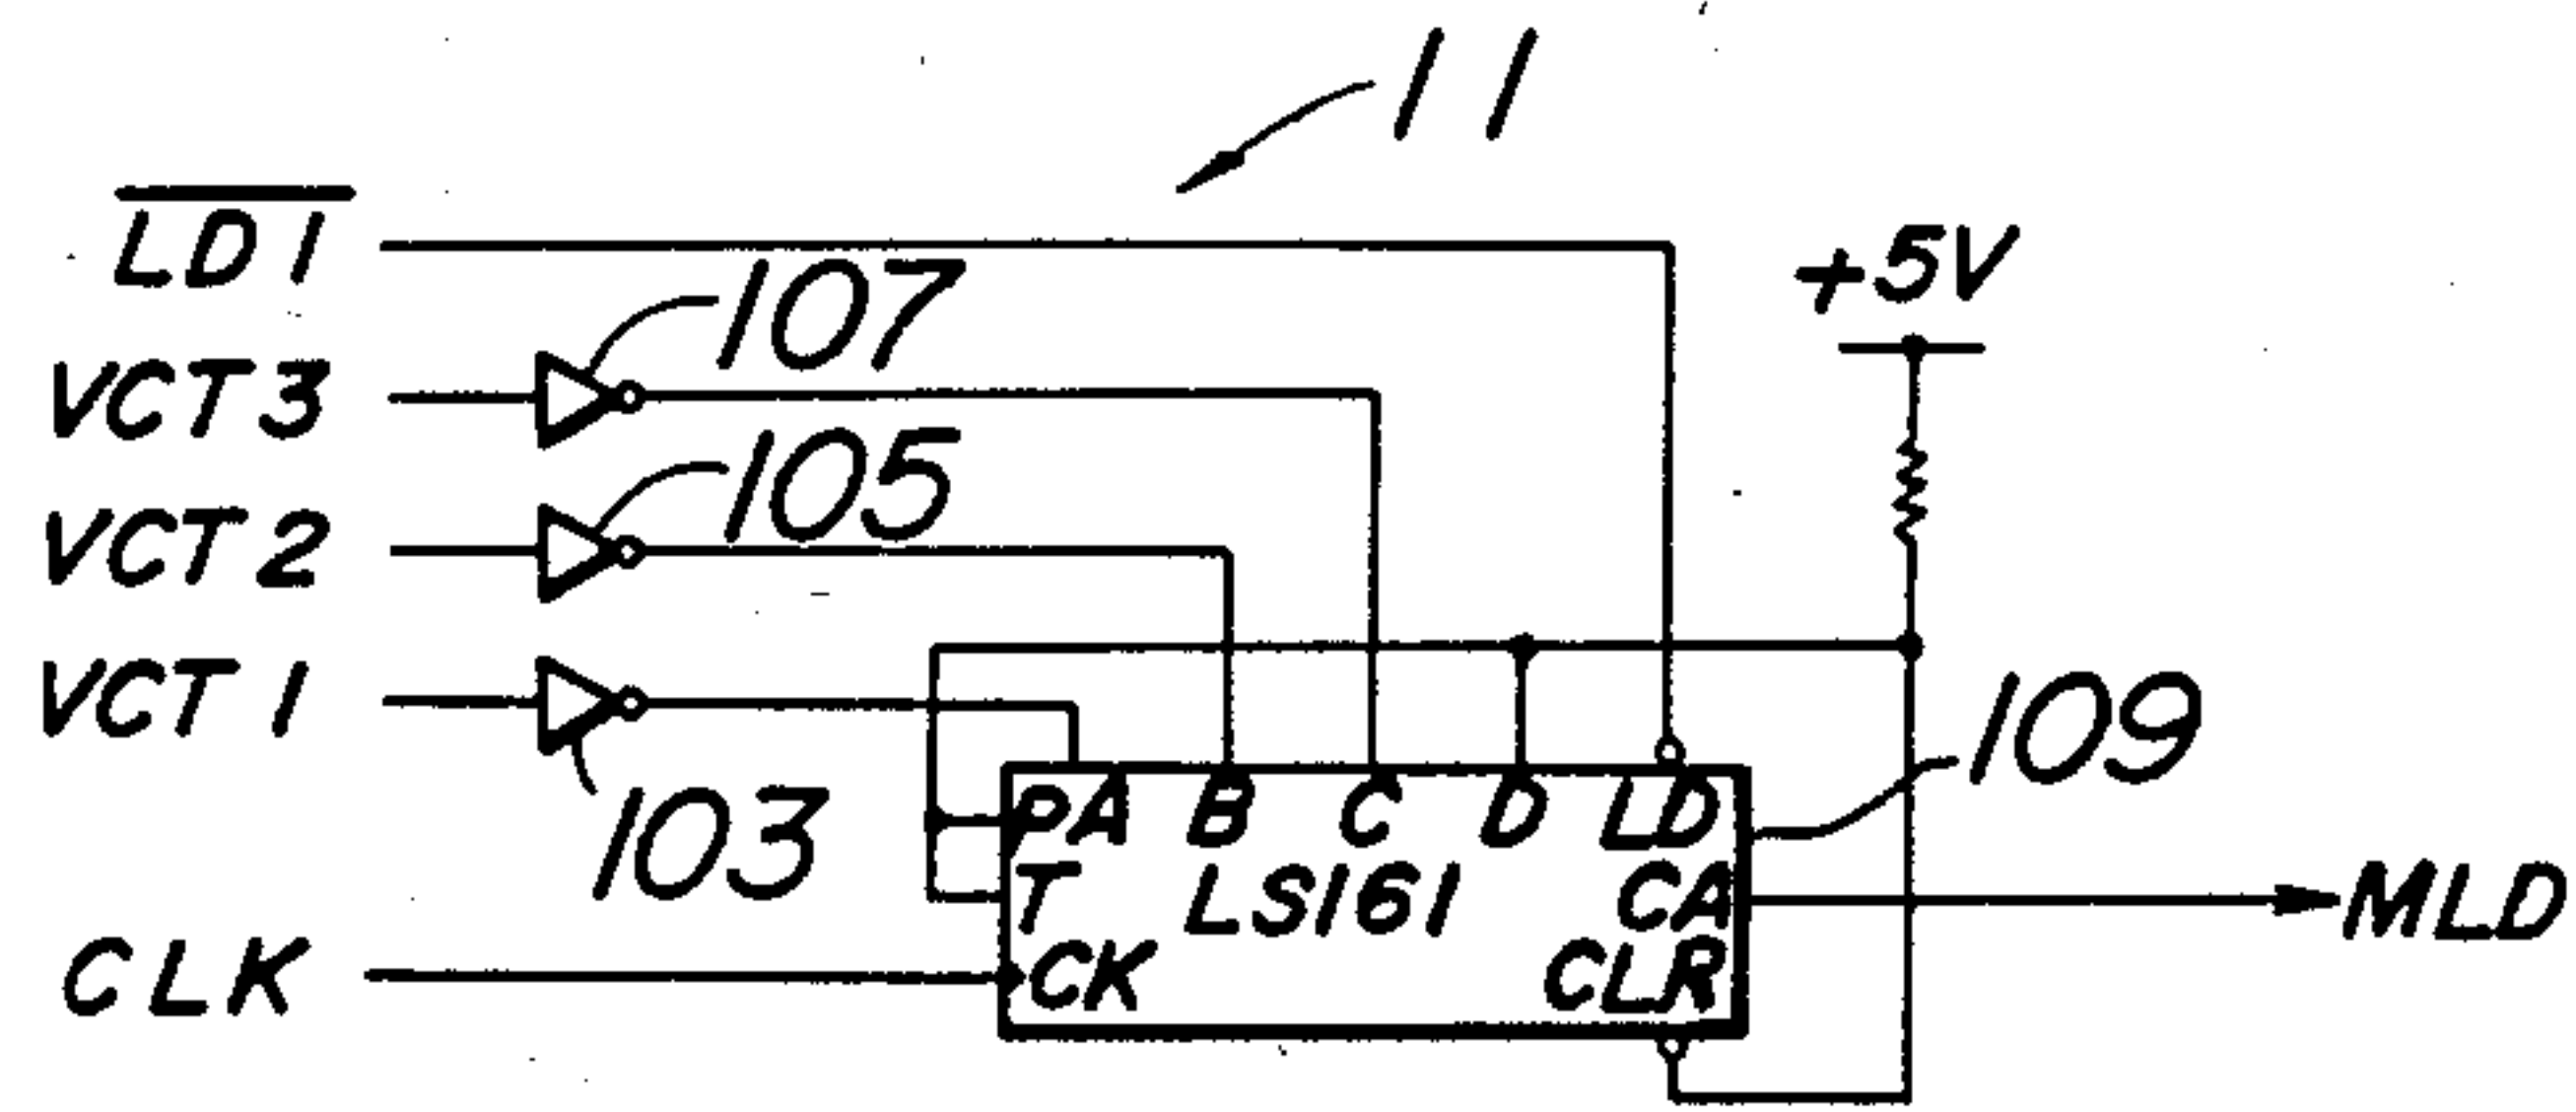 11
LD1
+5V
107
VCT3
105
VCT2
VCT1
109
103
PA B C D LD
T LS161 CA
MLD
CLK
CK CLR